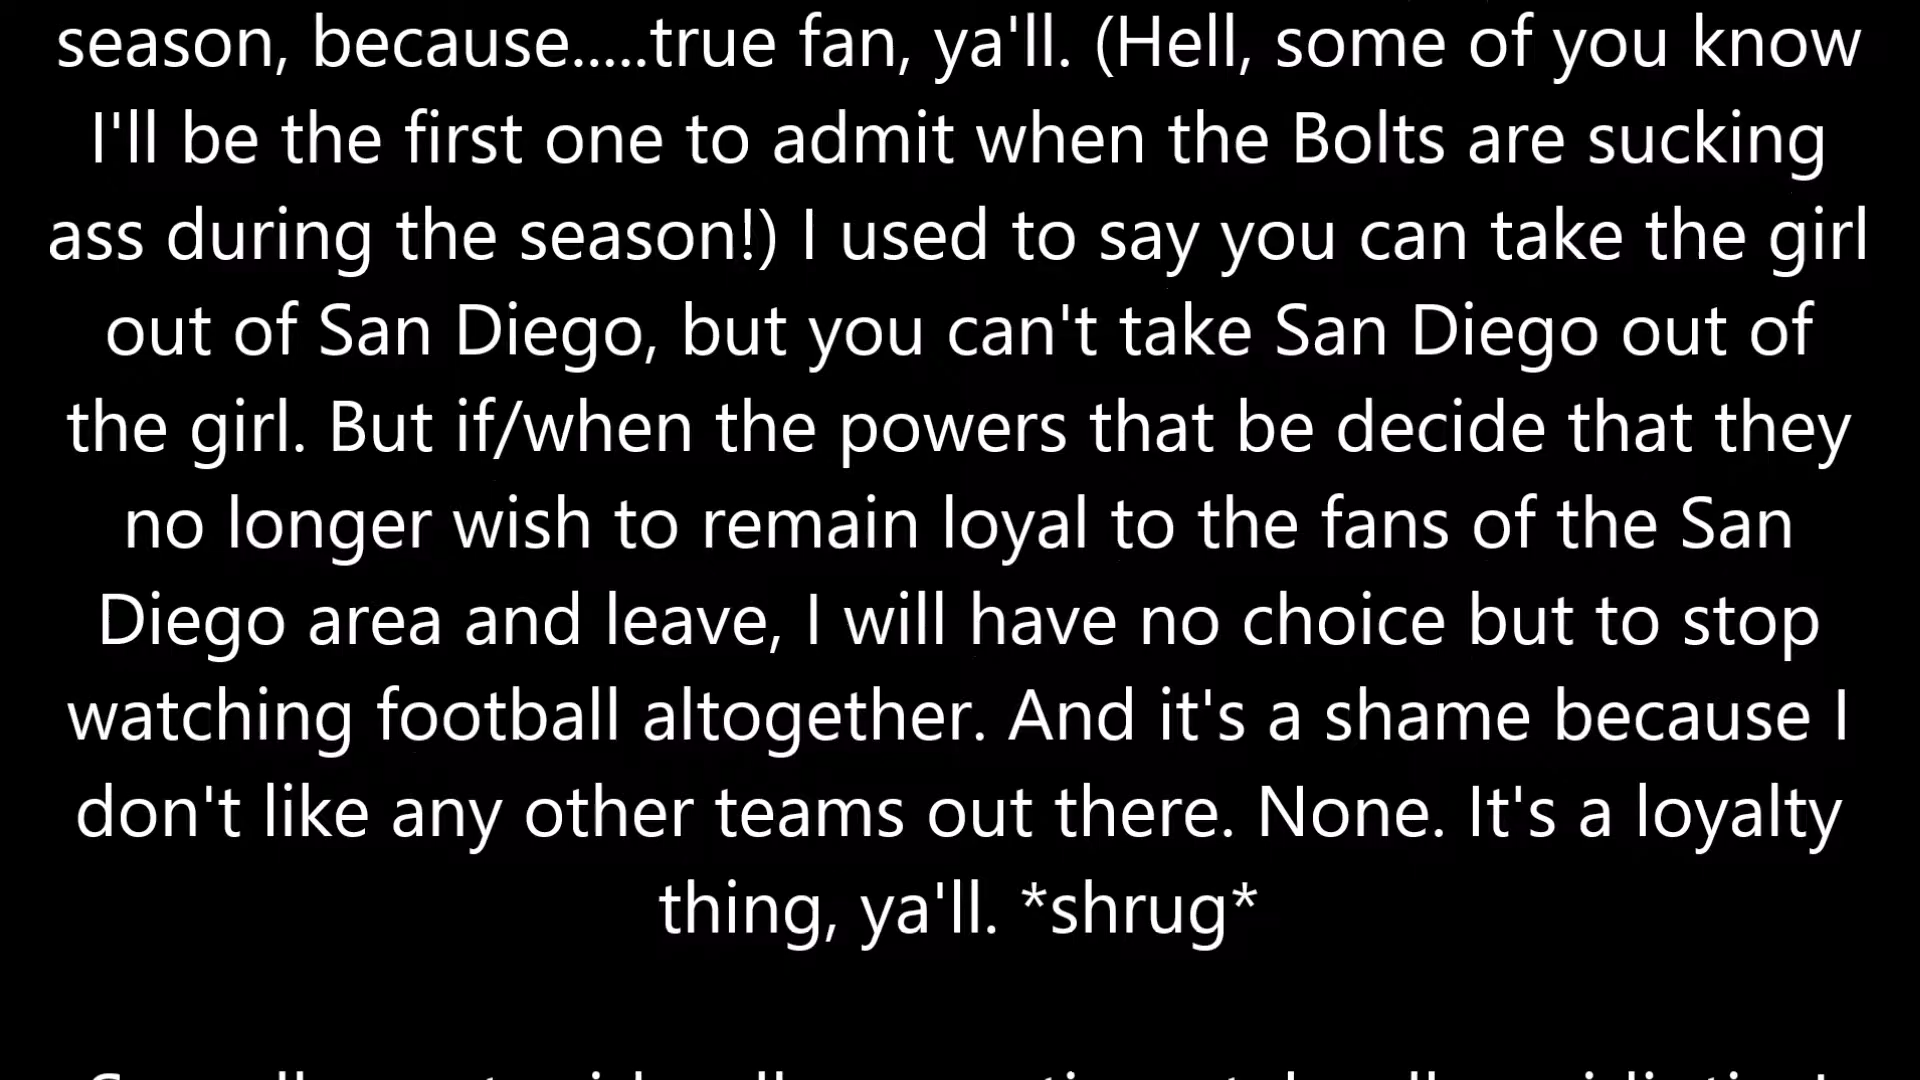 season, because.....true fan, ya'll. (Hell, some of you know
I'll be the first one to admit when the Bolts are sucking
ass during the season!) I used to say you can take the girl
out of San Diego, but you can't take San Diego out of
the girl. But if/when the powers that be decide that they
no longer wish to remain loyal to the fans of the San
Diego area and leave, I will have no choice but to stop
watching football altogether. And it's a shame because I
don't like any other teams out there. None. It's a loyalty
thing, ya'll. *shrug*